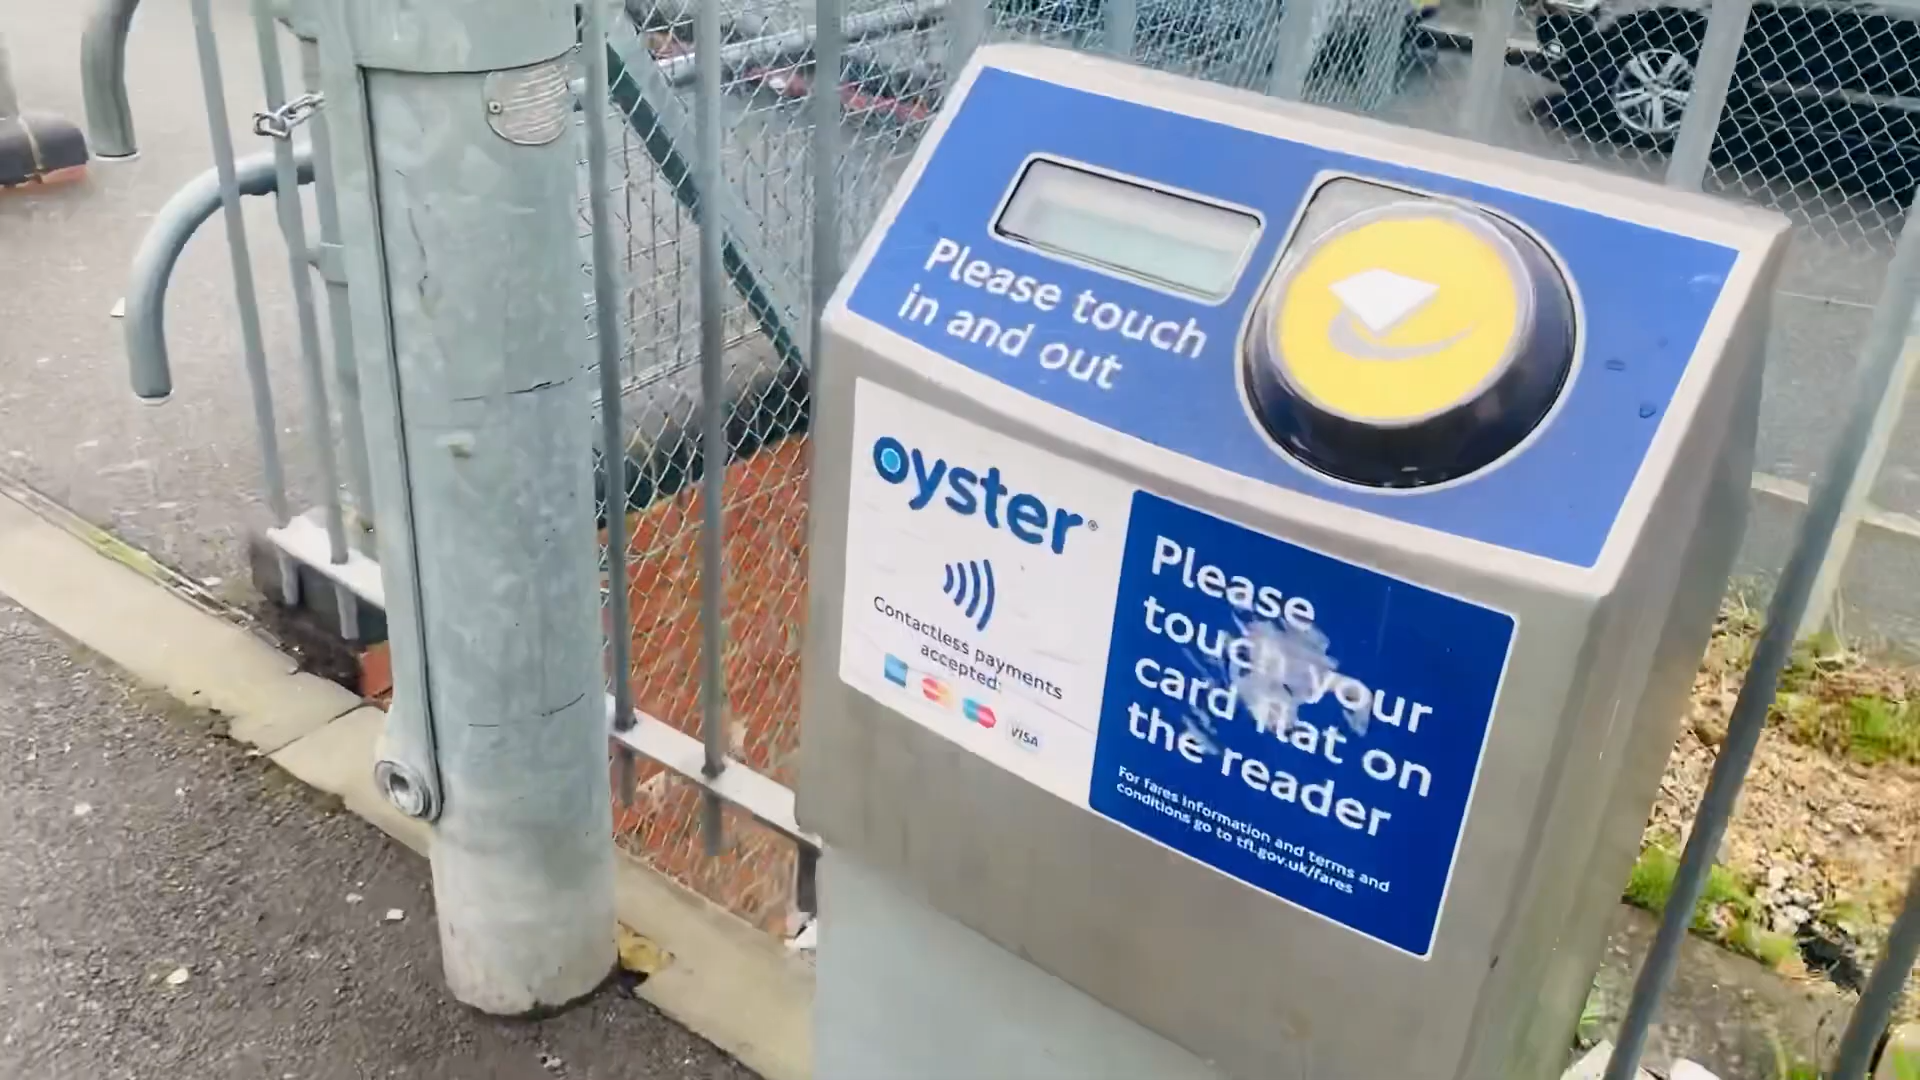 Please touch
in and out
oyster®
Contactless payments
accepted:
VISA
Please
touch your
card flat on
the reader
For fares information and terms and
conditions go to tfl.gov.uk/fares